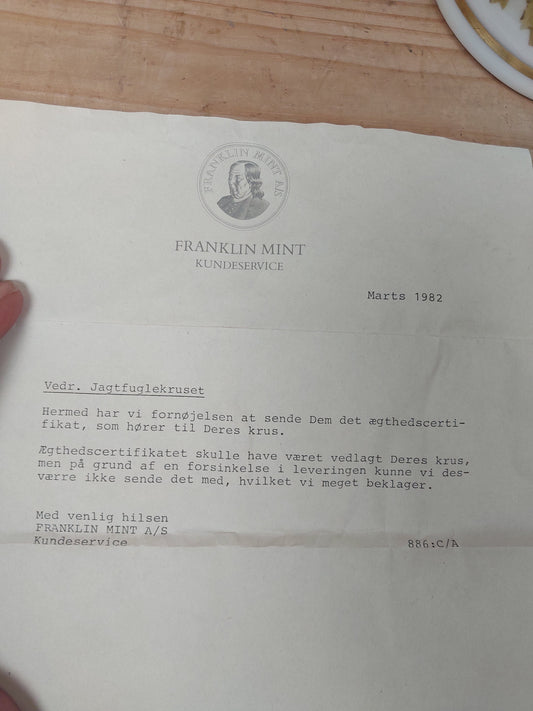 FRANKLIN MINT A/S
FRANKLIN MINT
KUNDESERVICE
Marts 1982
Vedr. Jagtfuglekruset
Hermed har vi fornøjelsen at sende Dem det ægthedscerti-
fikat, som hører til Deres krus.
Ægthedscertifikatet skulle have været vedlagt Deres krus,
men på grund af en forsinkelse i leveringen kunne vi des-
værre ikke sende det med, hvilket vi meget beklager.
Med venlig hilsen
FRANKLIN MINT A/S
Kundeservice
886:C/A